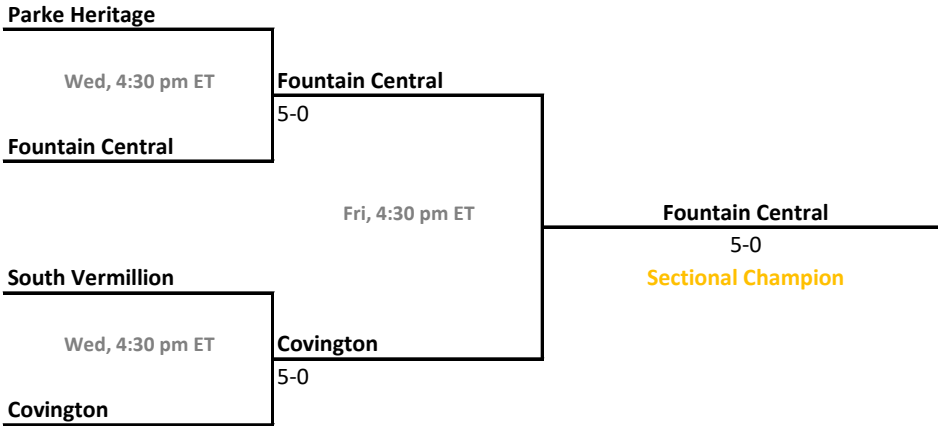 Parke Heritage
Wed, 4:30 pm ET
Fountain Central
5-0
Fountain Central
Fri, 4:30 pm ET
Fountain Central
5-0
Sectional Champion
South Vermillion
Wed, 4:30 pm ET
Covington
5-0
Covington